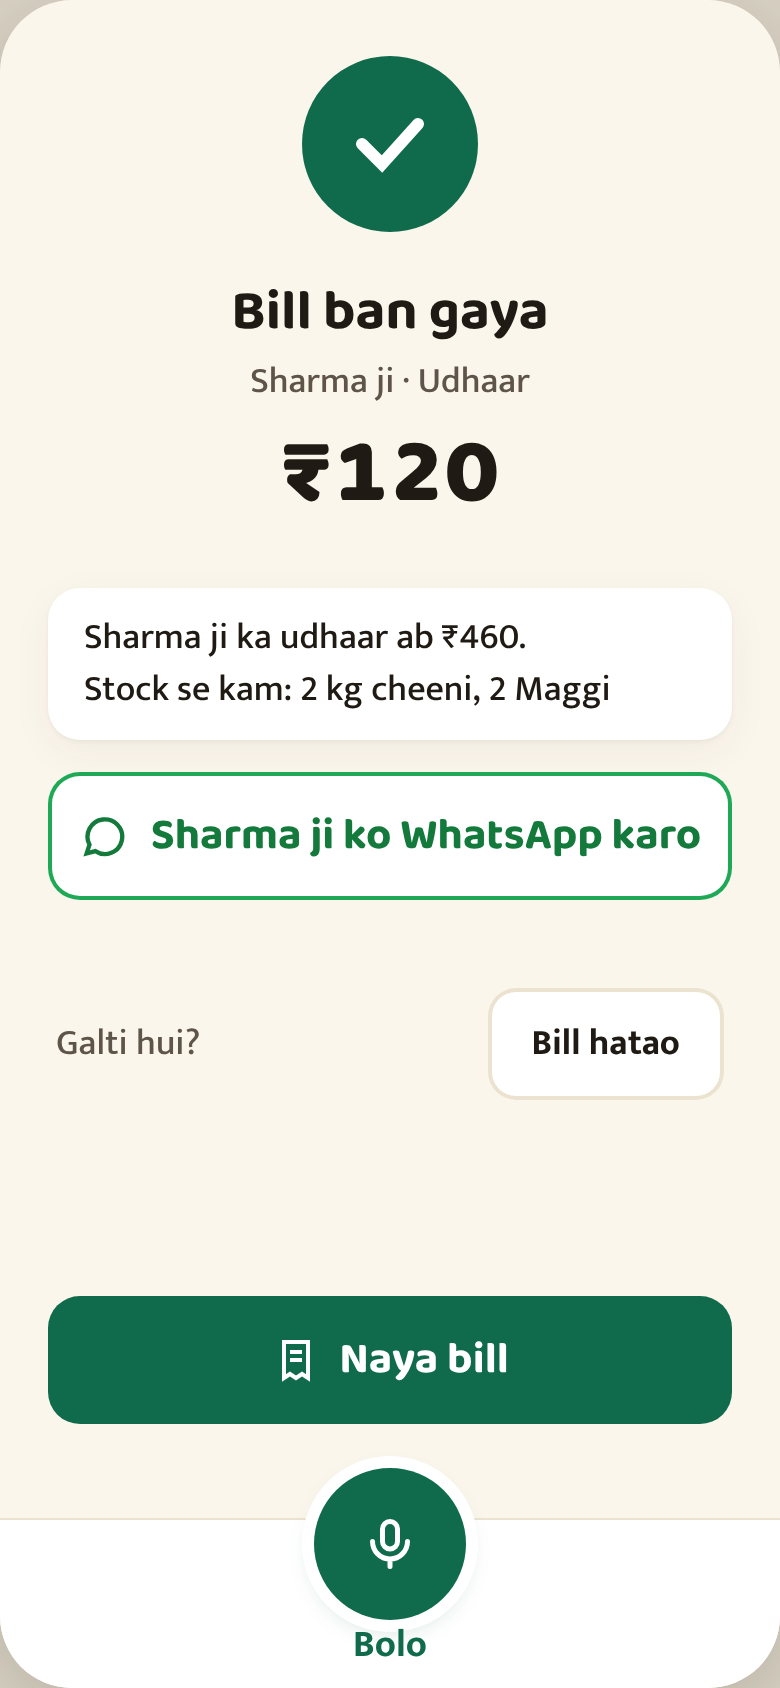 Bill ban gaya
Sharma ji · Udhaar
₹120
Sharma ji ka udhaar ab ₹460.
Stock se kam: 2 kg cheeni, 2 Maggi
Sharma ji ko WhatsApp karo
Galti hui?
Bill hatao
Naya bill
Bolo